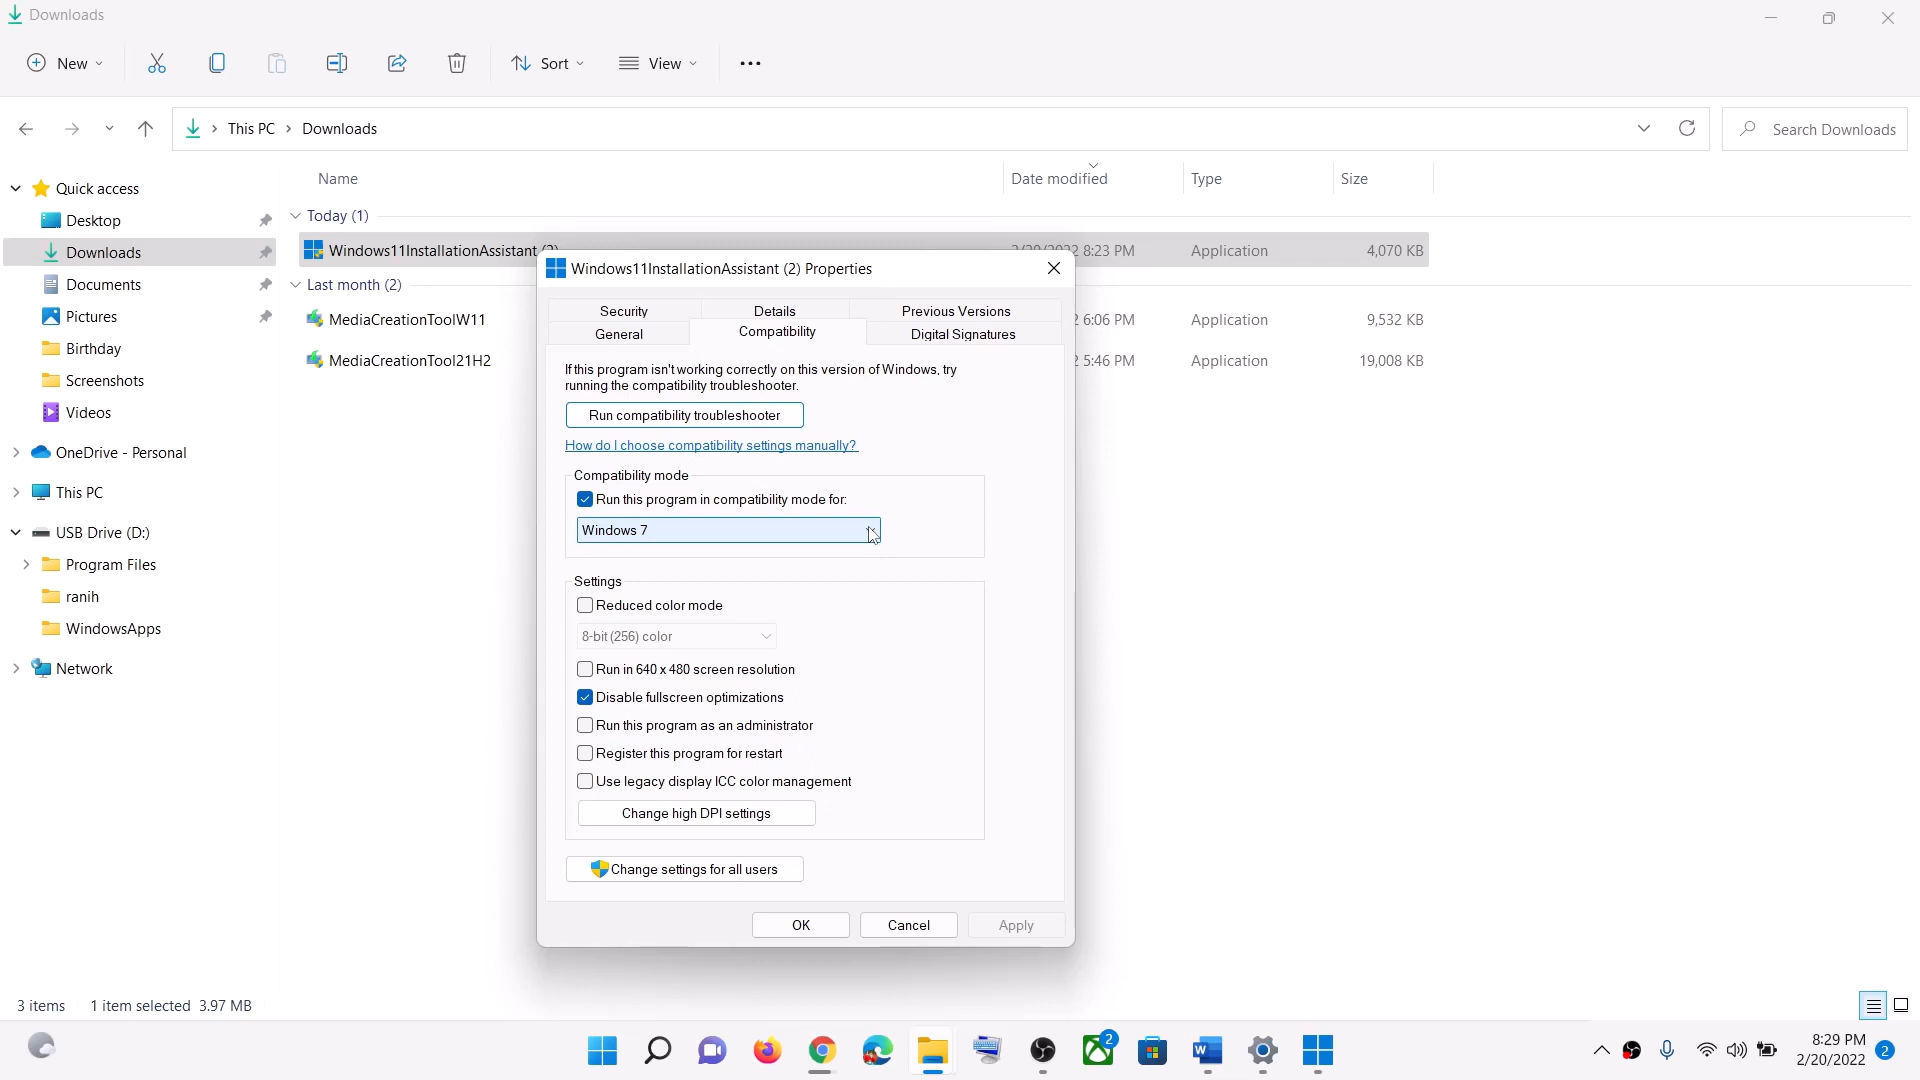 Downloads
New
Sort
View
This PC
Downloads
Search Downloads
Name
Date modified
Type
Size
Quick access
Desktop
Downloads
Documents
Pictures
Birthday
Screenshots
Videos
OneDrive - Personal
This PC
USB Drive (D:)
Program Files
ranih
WindowsApps
Network
Today (1)
Windows11InstallationAssistant (2)
2/20/2022 8:23 PM
Application
4,070 KB
Last month (2)
MediaCreationToolW11
6:06 PM
Application
9,532 KB
MediaCreationTool21H2
5:46 PM
Application
19,008 KB
Windows11InstallationAssistant (2) Properties
Security
Details
Previous Versions
General
Compatibility
Digital Signatures
If this program isn't working correctly on this version of Windows, try
running the compatibility troubleshooter.
Run compatibility troubleshooter
How do I choose compatibility settings manually?
Compatibility mode
Run this program in compatibility mode for:
Windows 7
Settings
Reduced color mode
8-bit (256) color
Run in 640 x 480 screen resolution
Disable fullscreen optimizations
Run this program as an administrator
Register this program for restart
Use legacy display ICC color management
Change high DPI settings
Change settings for all users
OK
Cancel
Apply
3 items
1 item selected 3.97 MB
2
8:29 PM
2/20/2022
2